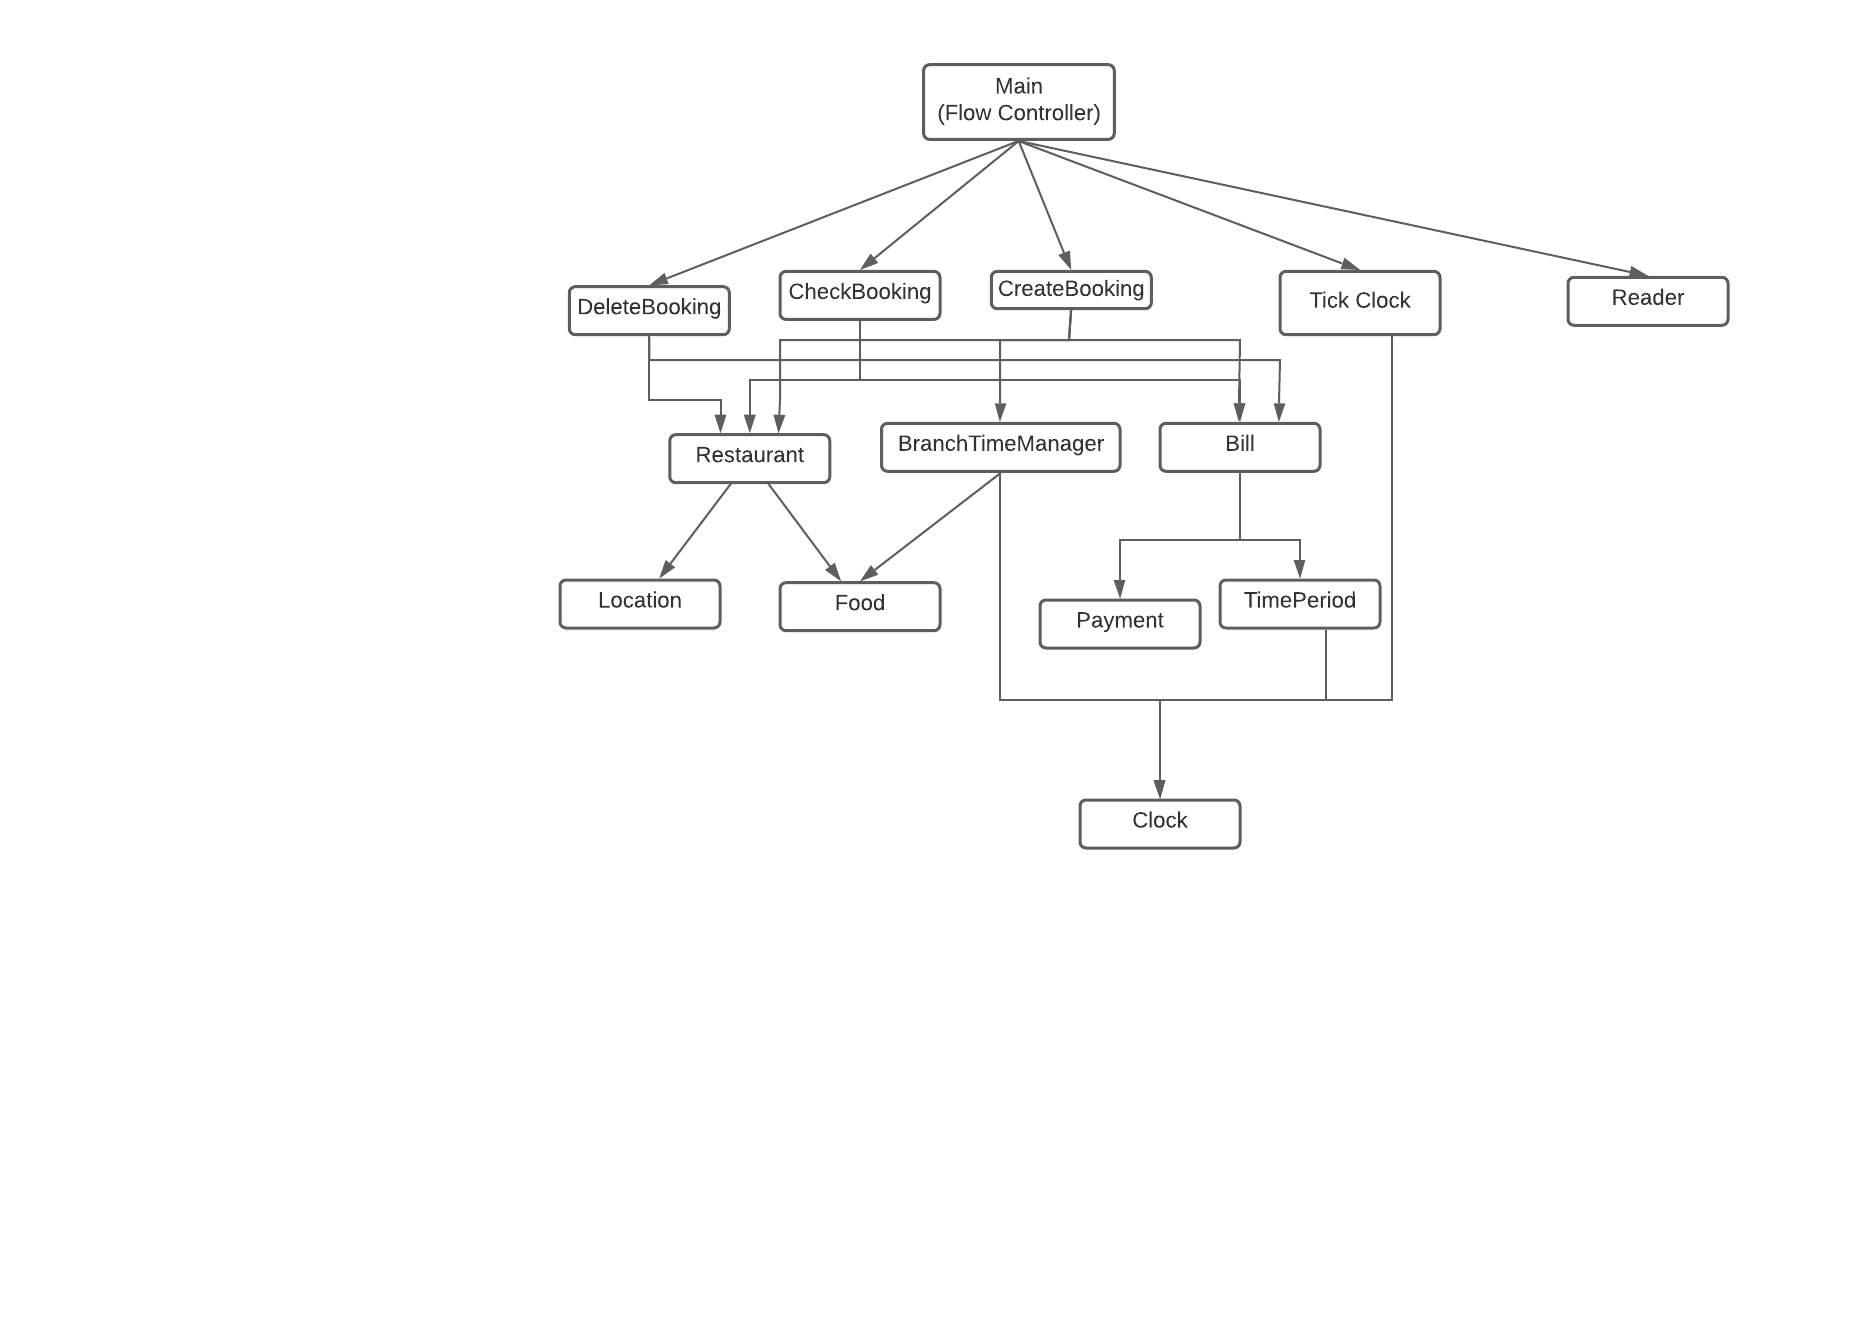 Main
(Flow Controller)
DeleteBooking
CheckBooking
CreateBooking
Tick Clock
Reader
Restaurant
BranchTimeManager
Bill
Location
Food
Payment
TimePeriod
Clock